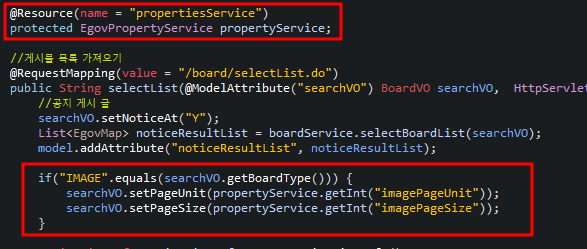 @Resource(name = "propertiesService")
protected EgovPropertyService propertyService;
//게시물 목록 가져오기
@RequestMapping(value = "/board/selectList.do")
public String selectList(@ModelAttribute("searchVO") BoardVO searchVO, HttpServlet
//공지 게시 글
searchVO.setNoticeAt("Y");
List<EgovMap> noticeResultList = boardService.selectBoardList(searchVO);
model.addAttribute("noticeResultList", noticeResultList);
if("IMAGE".equals(searchVO.getBoardType())) {
searchVO.setPageUnit(propertyService.getInt("imagePageUnit"));
searchVO.setPageSize(propertyService.getInt("imagePageSize"));
}